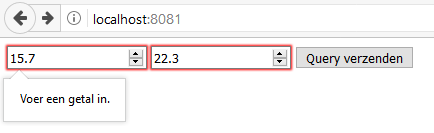 localhost:8081
15.7 22.3 Query verzenden
Voer een getal in.